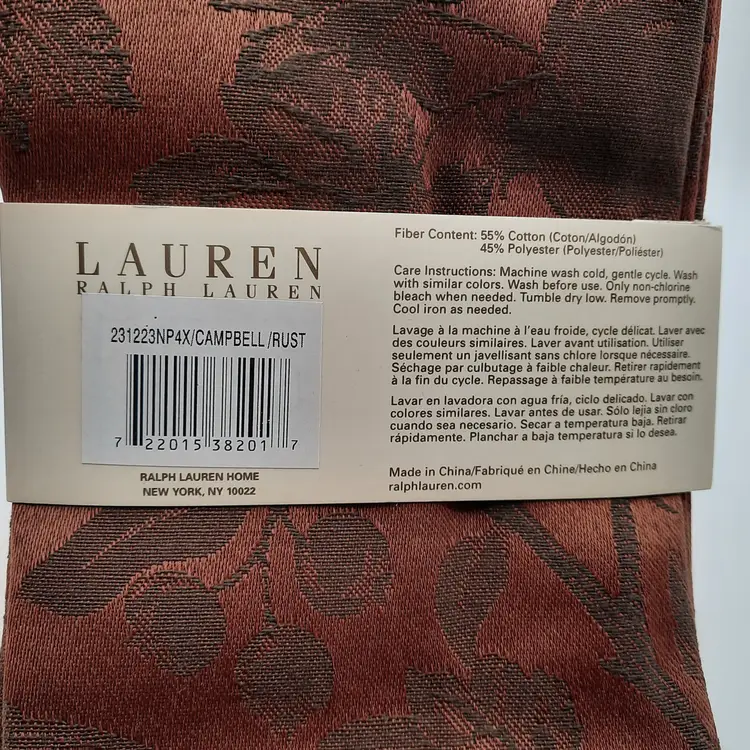 LAUREN
RALPH LAUREN
231223NP4X/CAMPBELL/RUST
7 22015 38201 7
RALPH LAUREN HOME
NEW YORK, NY 10022
Fiber Content: 55% Cotton (Coton/Algodón)
45% Polyester (Polyester/Poliéster)
Care Instructions: Machine wash cold, gentle cycle. Wash
with similar colors. Wash before use. Only non-chlorine
bleach when needed. Tumble dry low. Remove promptly.
Cool iron as needed.
Lavage à la machine à l'eau froide, cycle délicat. Laver avec
des couleurs similaires. Laver avant utilisation. Utiliser
seulement un javellisant sans chlore lorsque nécessaire.
Séchage par culbutage à faible chaleur. Retirer rapidement
à la fin du cycle. Repassage à faible température au besoin.
Lavar en lavadora con agua fría, ciclo delicado. Lavar con
colores similares. Lavar antes de usar. Sólo lejia sin cloro
cuando sea necesario. Secar a temperatura baja. Retirar
rápidamente. Planchar a baja temperatura si lo desea.
Made in China/Fabriqué en Chine/Hecho en China
ralphlauren.com